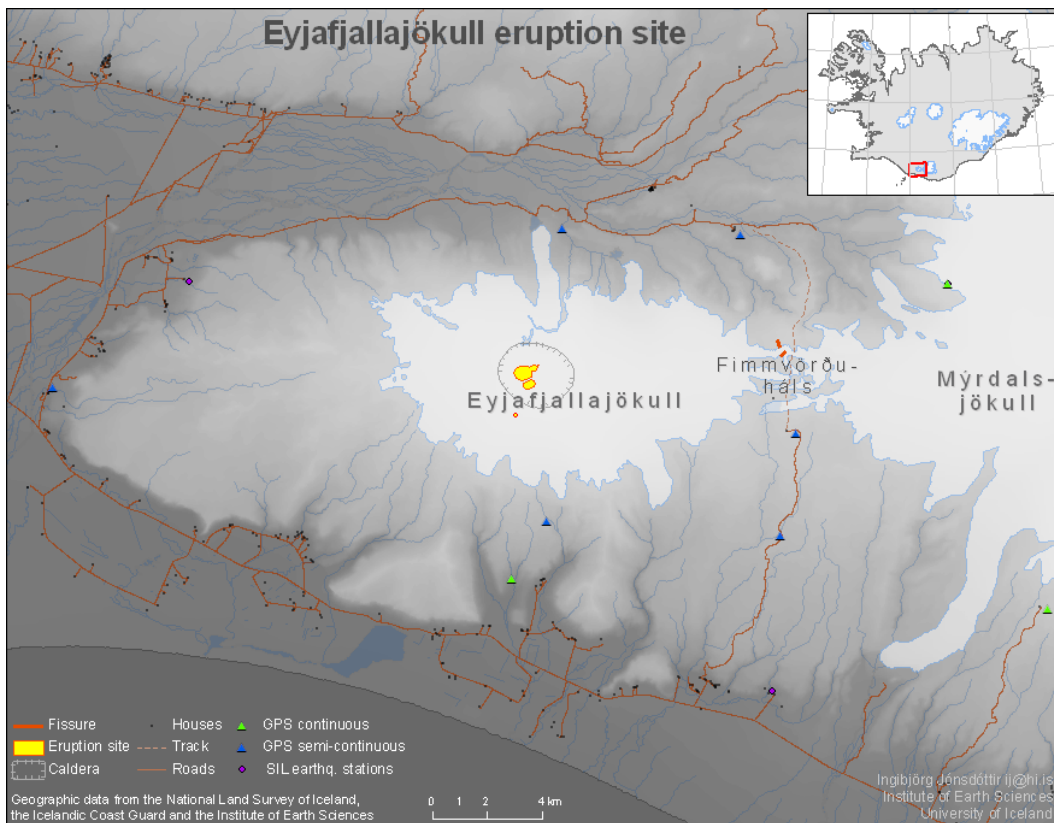 Eyjafjallajökull eruption site
Fimmvörðu-
háls
Mýrdals-
jökull
Eyjafjallajökull
Fissure
Houses
GPS continuous
Eruption site
Track
GPS semi-continuous
Caldera
Roads
SIL earthq. stations
Geographic data from the National Land Survey of Iceland,
the Icelandic Coast Guard and the Institute of Earth Sciences
0 1 2 4 km
Ingibjörg Jónsdóttir ij@hi.is
Institute of Earth Sciences
University of Iceland